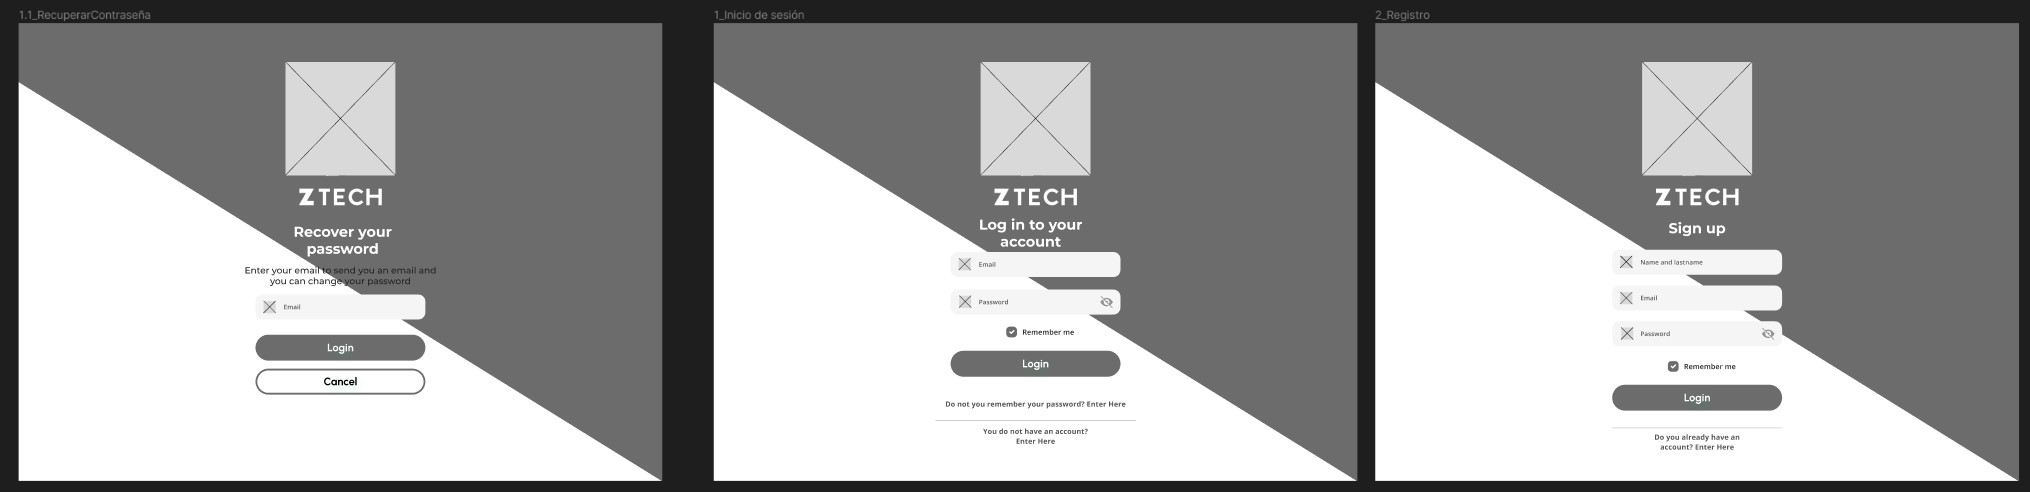 1.1_RecuperarContraseña
ZTECH
Recover your
password
Enter your email to send you an email and
you can change your password
Email
Login
Cancel
1_Inicio de sesión
ZTECH
Log in to your
account
Email
Password
Remember me
Login
Do not you remember your password? Enter Here
You do not have an account?
Enter Here
2_Registro
ZTECH
Sign up
Name and lastname
Email
Password
Remember me
Login
Do you already have an
account? Enter Here